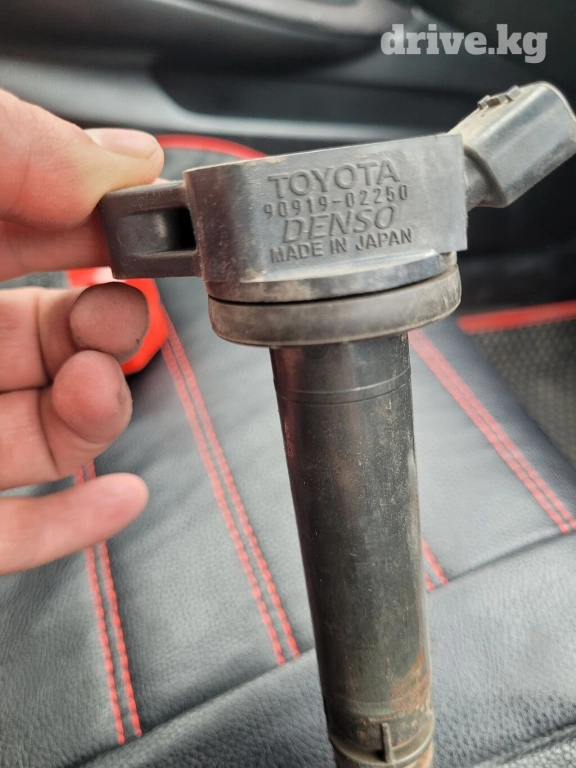 drive.kg
TOYOTA
90919-02250
DENSO
MADE IN JAPAN